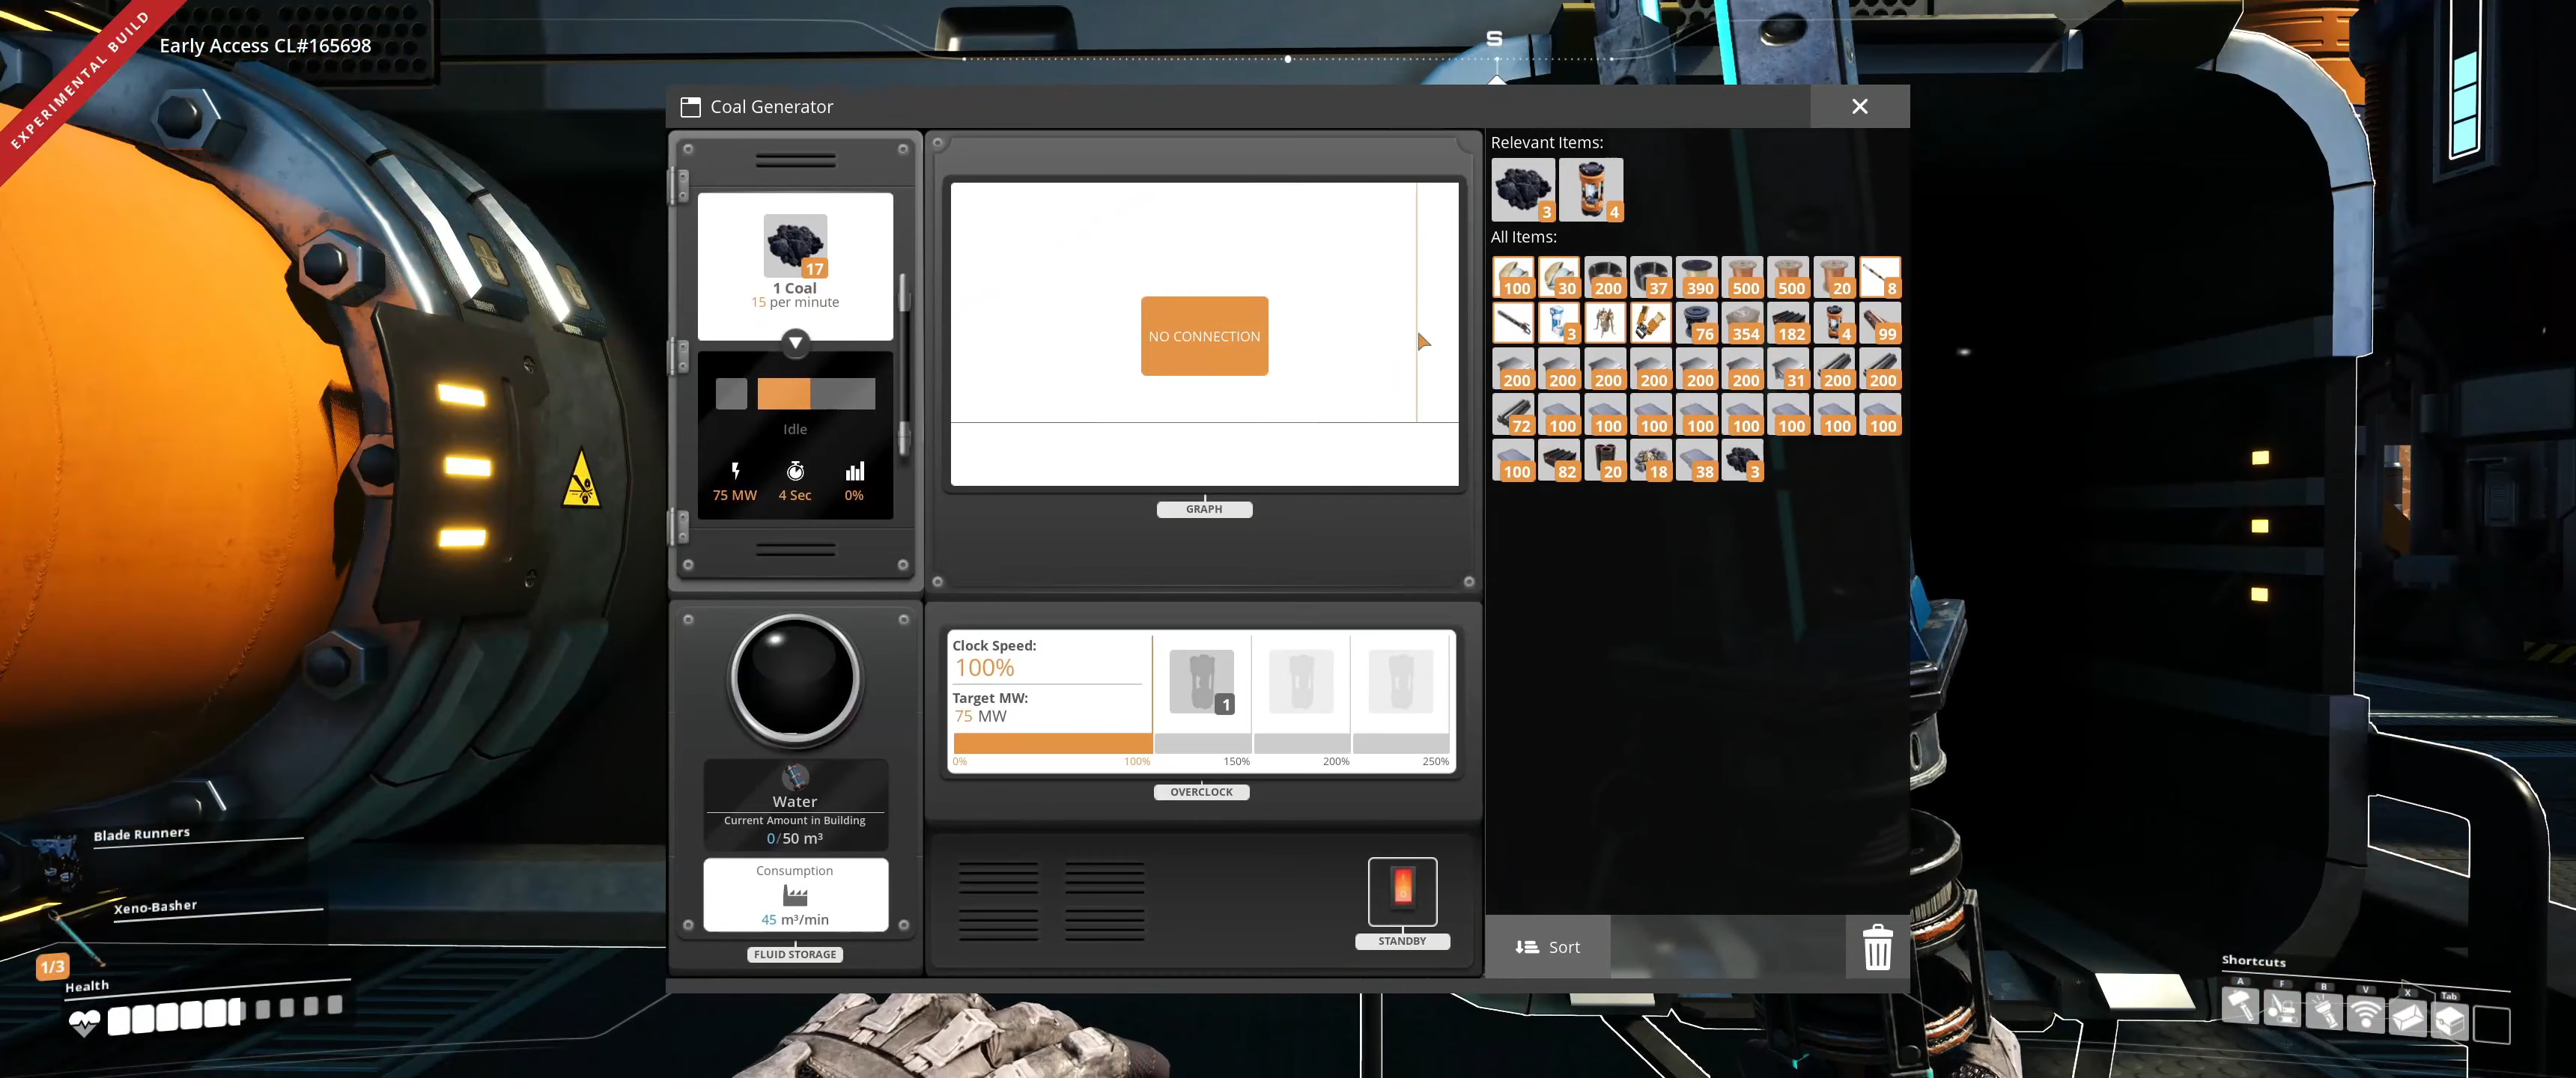 EXPERIMENTAL BUILD
Early Access CL#165698
S
Coal Generator
17
1 Coal
15 per minute
Idle
75 MW 4 Sec 0%
NO CONNECTION
GRAPH
Relevant Items:
3 4
All Items:
100 30 200 37 390 500 500 20 8
3 76 354 182 4 99
200 200 200 200 200 200 31 200 200
72 100 100 100 100 100 100 100 100
100 82 20 18 38 3
Clock Speed:
100%
Target MW:
75 MW
1
0% 100% 150% 200% 250%
OVERCLOCK
Water
Current Amount in Building
0/50 m³
Consumption
45 m³/min
FLUID STORAGE
STANDBY
Sort
Blade Runners
Xeno-Basher
1/3
Health
Shortcuts
A F B V X Tab